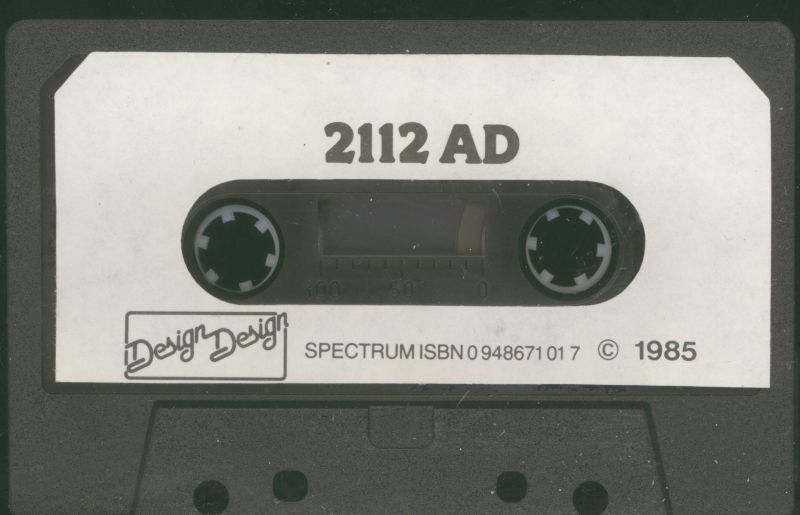 2112 AD
100 50 0
Design Design
SPECTRUM ISBN 0 948671 01 7 © 1985